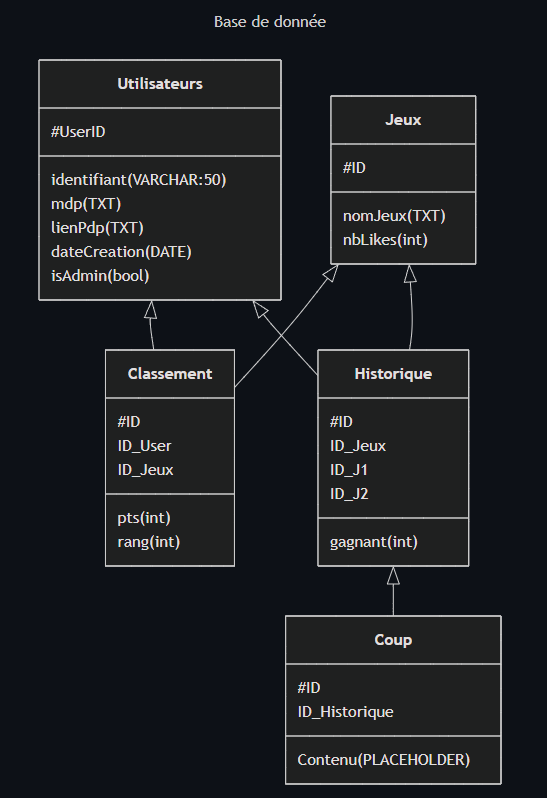 Base de donnée
Utilisateurs
#UserID
identifiant(VARCHAR:50)
mdp(TXT)
lienPdp(TXT)
dateCreation(DATE)
isAdmin(bool)
Jeux
#ID
nomJeux(TXT)
nbLikes(int)
Classement
#ID
ID_User
ID_Jeux
pts(int)
rang(int)
Historique
#ID
ID_Jeux
ID_J1
ID_J2
gagnant(int)
Coup
#ID
ID_Historique
Contenu(PLACEHOLDER)